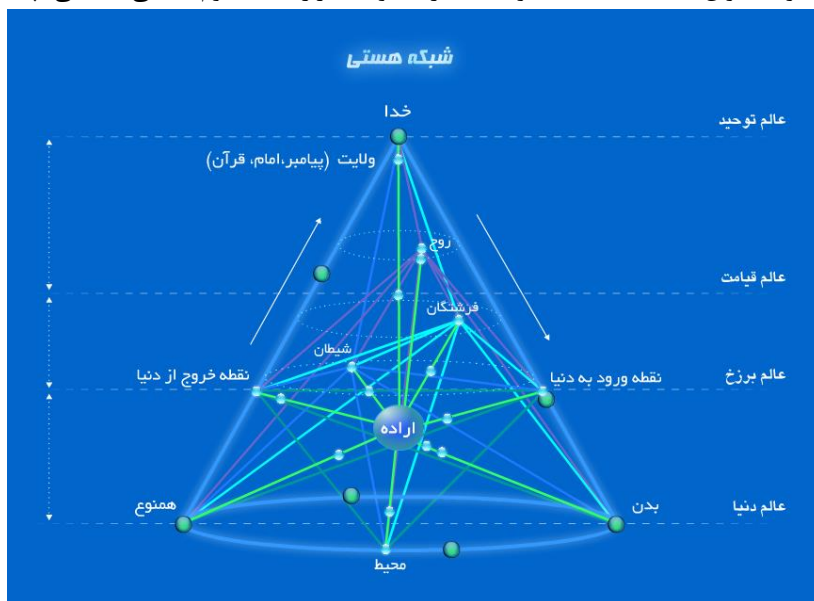 شبکه هستی
خدا
عالم توحید
ولایت (پیامبر،امام، قرآن)
روح
عالم قیامت
فرشتگان
شیطان
عالم برزخ
نقطه ورود به دنیا
نقطه خروج از دنیا
اراده
عالم دنیا
بدن
همنوع
محیط